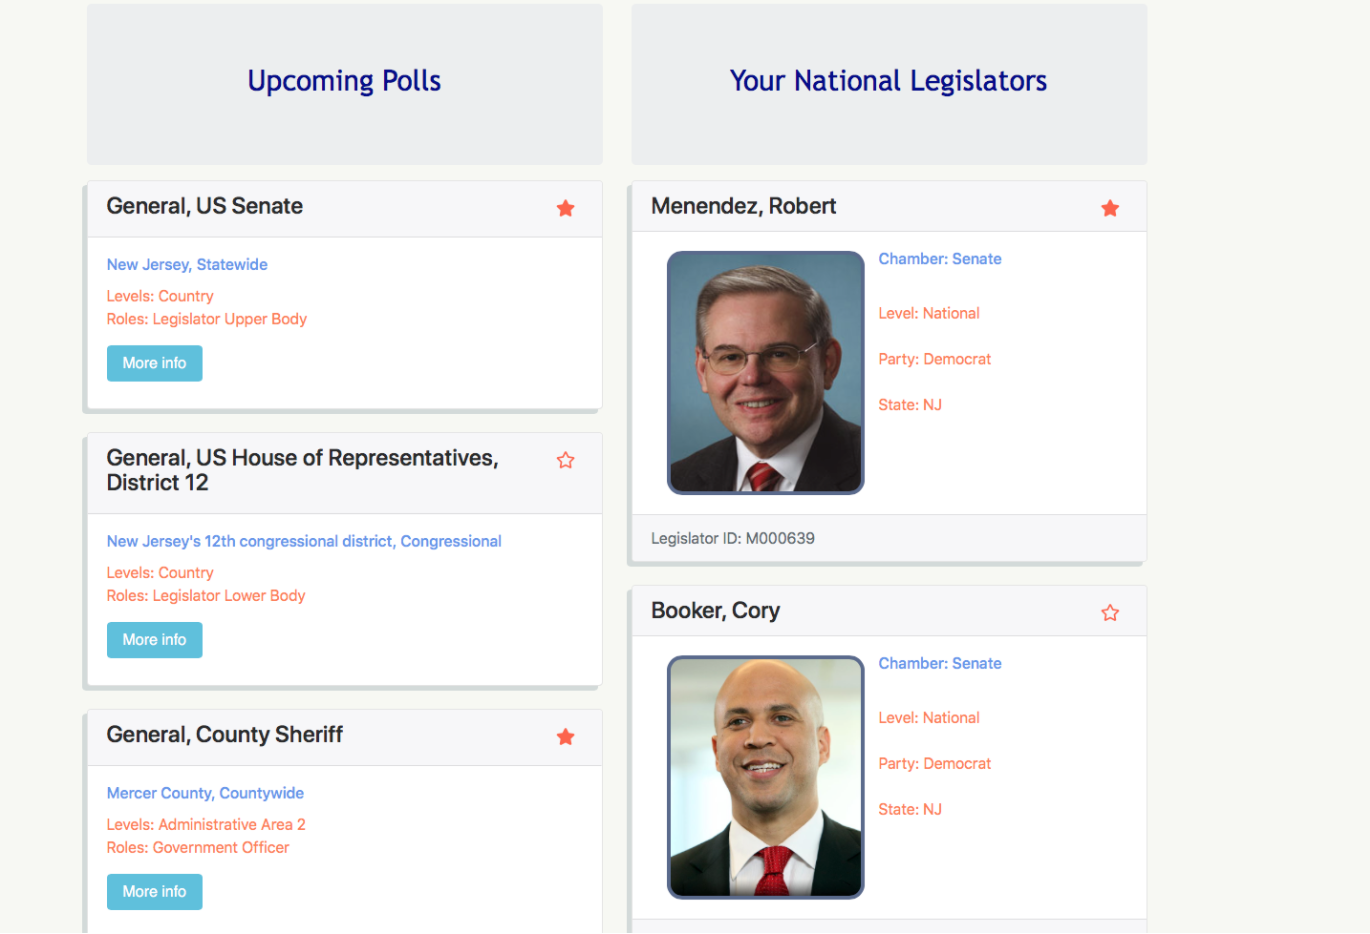 Upcoming Polls
General, US Senate
New Jersey, Statewide
Levels: Country
Roles: Legislator Upper Body
More info
General, US House of Representatives,
District 12
New Jersey's 12th congressional district, Congressional
Levels: Country
Roles: Legislator Lower Body
More info
General, County Sheriff
Mercer County, Countywide
Levels: Administrative Area 2
Roles: Government Officer
More info
Your National Legislators
Menendez, Robert
Chamber: Senate
Level: National
Party: Democrat
State: NJ
Legislator ID: M000639
Booker, Cory
Chamber: Senate
Level: National
Party: Democrat
State: NJ